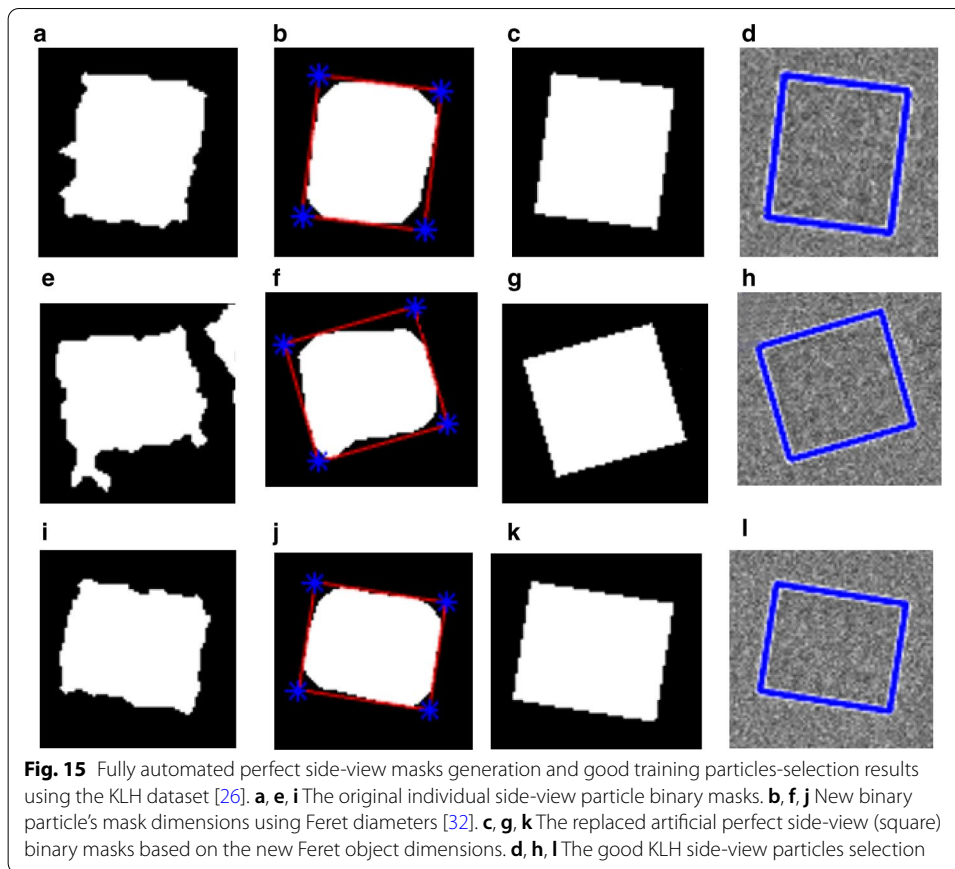 a b c d
e f g h
i j k l
Fig. 15 Fully automated perfect side-view masks generation and good training particles-selection results
using the KLH dataset [26]. a, e, i The original individual side-view particle binary masks. b, f, j New binary
particle's mask dimensions using Feret diameters [32]. c, g, k The replaced artificial perfect side-view (square)
binary masks based on the new Feret object dimensions. d, h, l The good KLH side-view particles selection